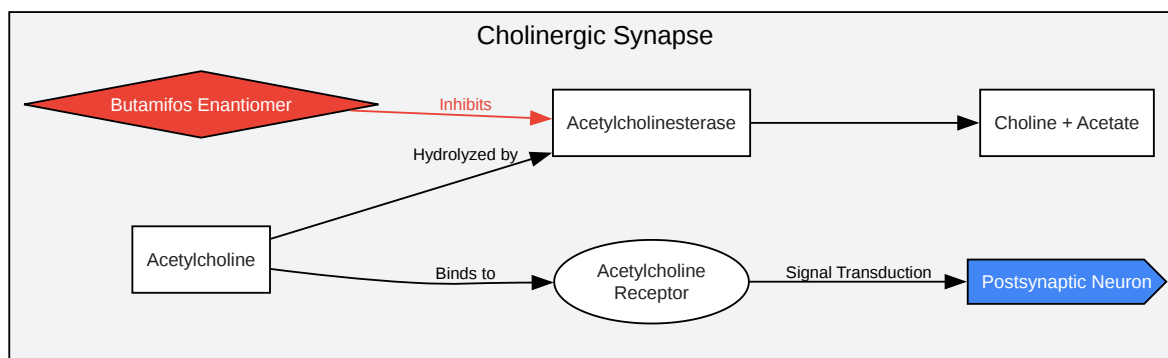 Cholinergic Synapse
Butamifos Enantiomer
Inhibits
Acetylcholinesterase
Choline + Acetate
Hydrolyzed by
Acetylcholine
Binds to
Acetylcholine
Receptor
Signal Transduction
Postsynaptic Neuron